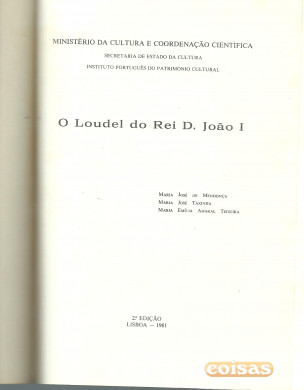 MINISTÉRIO DA CULTURA E COORDENAÇÃO CIENTÍFICA
SECRETARIA DE ESTADO DA CULTURA
INSTITUTO PORTUGUÊS DO PATRIMÓNIO CULTURAL
O Loudel do Rei D. João I
MARIA JOSÉ DE MENDONÇA
MARIA JOSÉ TAXINHA
MARIA EMÍLIA AMARAL TEIXEIRA
2ª EDIÇÃO
LISBOA — 1981
coisas